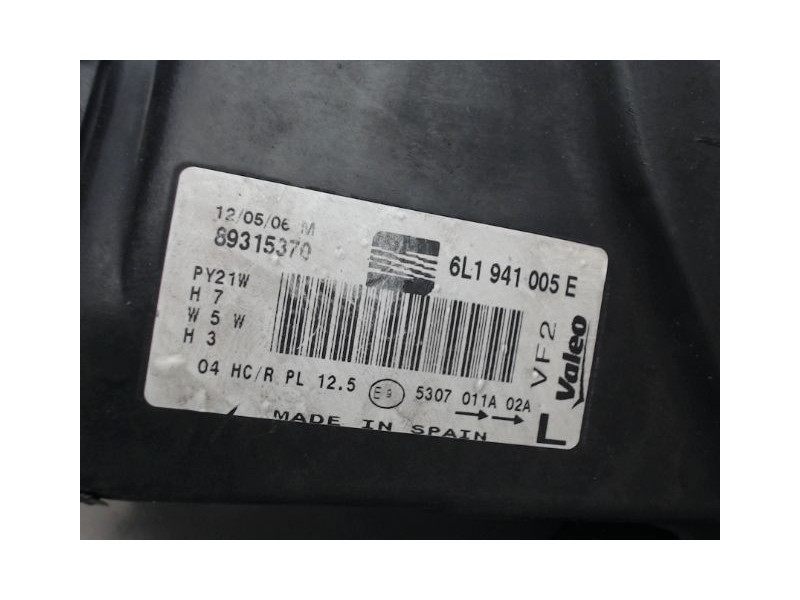 12/05/06 M
89315370
6L1 941 005 E
PY21W
H 7
W 5 W
H 3
VF2
Valeo
04 HC/R PL 12.5 E9 5307 011A 02A
MADE IN SPAIN
L